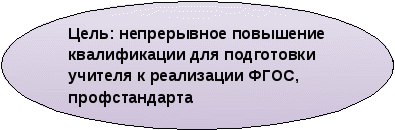 Цель: непрерывное повышение
квалификации для подготовки
учителя к реализации ФГОС,
профстандарта